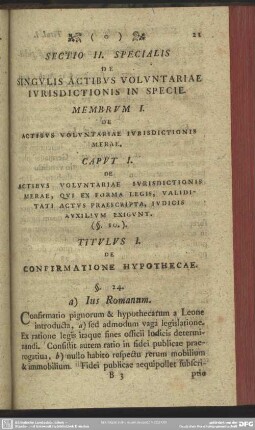 ( o ) 21
SECTIO II. SPECIALIS
DE
SINGVLIS ACTIBVS VOLVNTARIAE
IVRISDICTIONIS IN SPECIE.
MEMBRVM I.
DE
ACTIBVS VOLVNTARIAE IVRISDICTIONIS
MERAE.
CAPVT I.
DE
ACTIBVS VOLVNTARIAE IVRISDICTIONIS
MERAE, QVI EX FORMA LEGIS, VALIDI-
TATI ACTVS PRAESCRIPTA, IVDICIS
AVXILIVM EXIGVNT.
TITVLVS I.
DE
CONFIRMATIONE HYPOTHECAE.
§. 24.
a) Ius Romanum.
Confirmatio pignorum & hypothecarum a Leone
introducta, a) sed admodum vaga legislatione.
Ex ratione legis itaque fines officii Iudicis determi-
nandi. Consistit autem ratio in fidei publicae prae-
rogatiua, b) nullo habito respectu rerum mobilium
& immobilium. Fidei publicae aequipollet subscri-
B 3 ptio